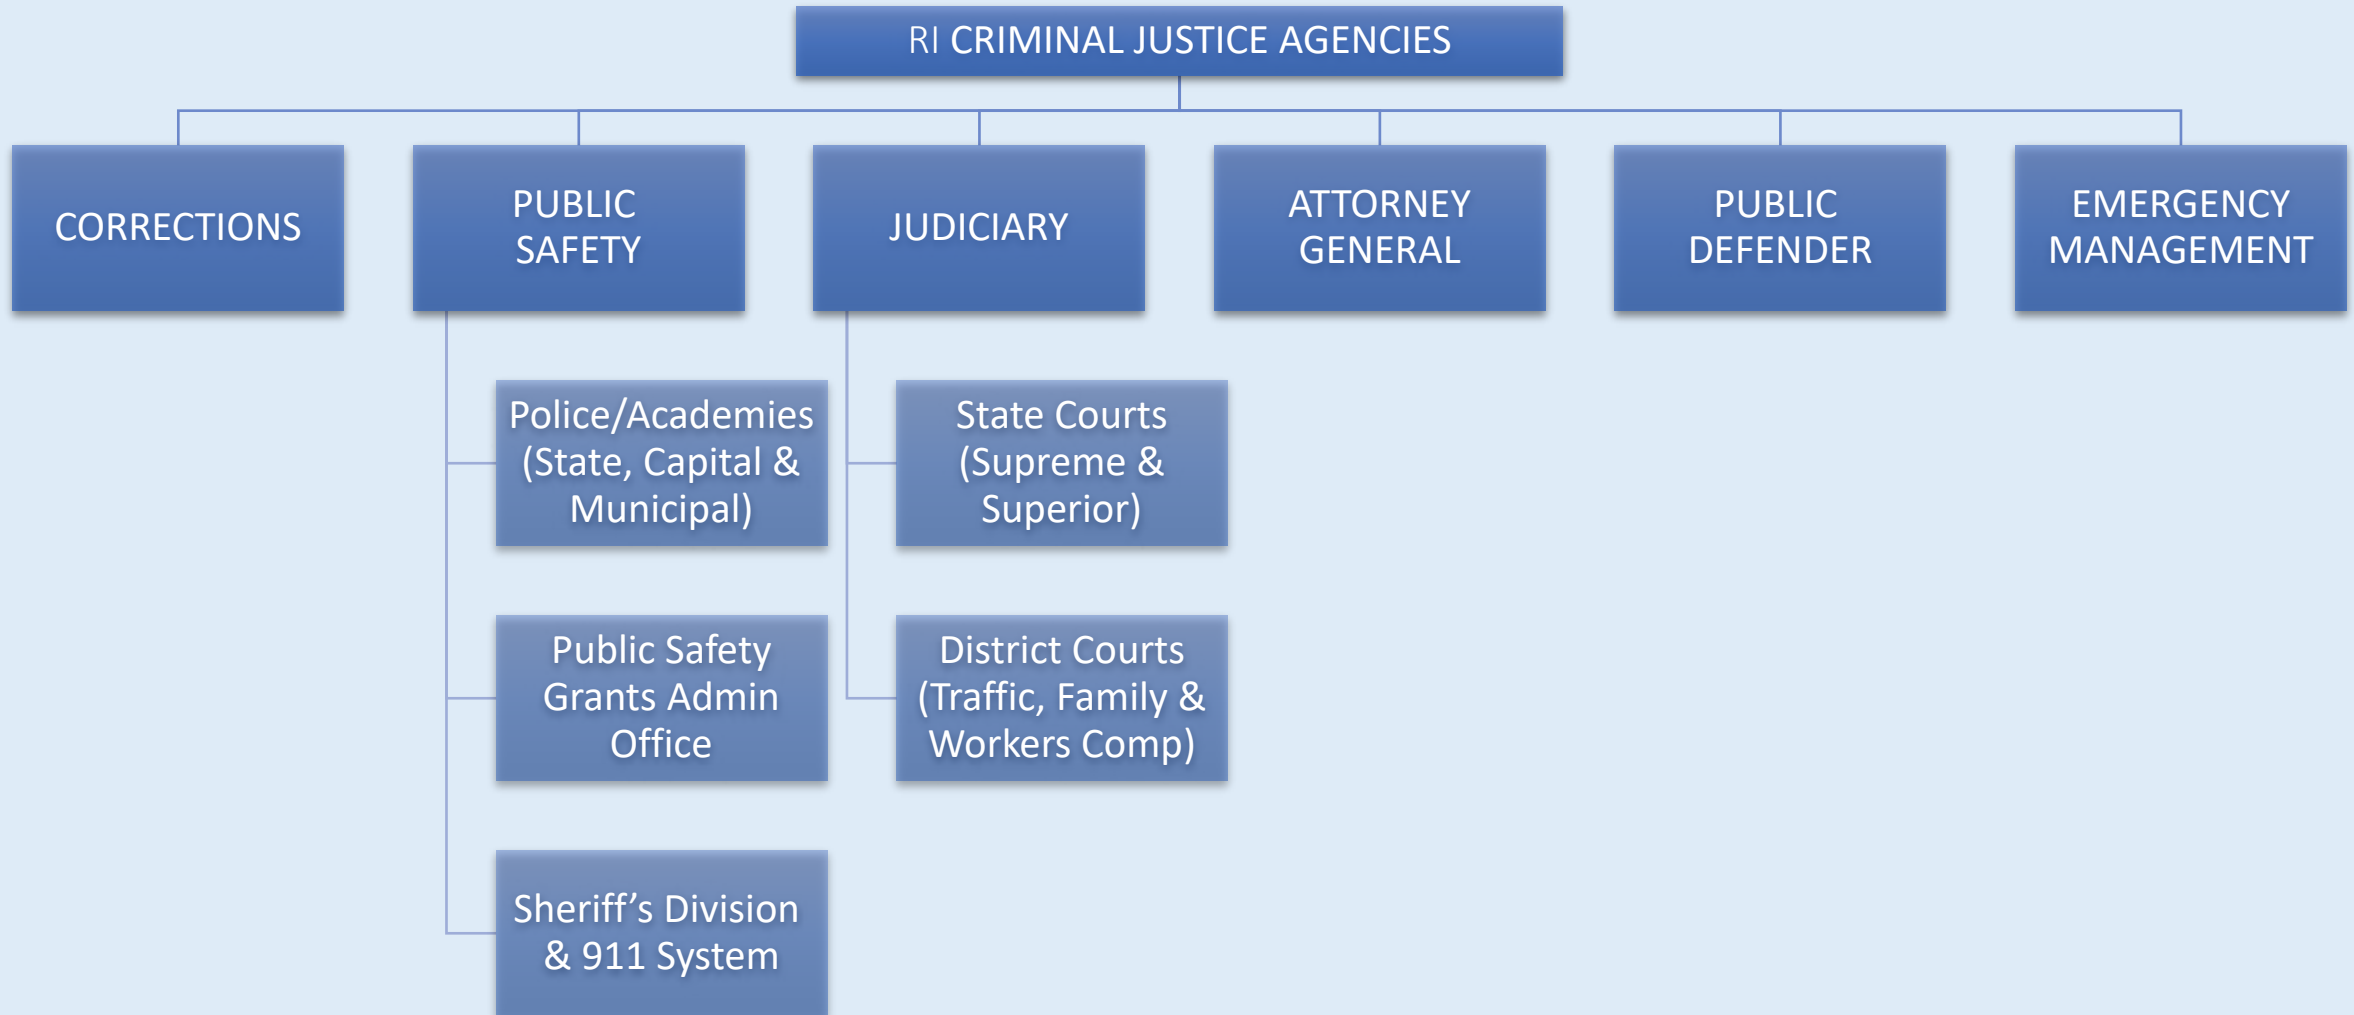 RI CRIMINAL JUSTICE AGENCIES
CORRECTIONS
PUBLIC
SAFETY
JUDICIARY
ATTORNEY
GENERAL
PUBLIC
DEFENDER
EMERGENCY
MANAGEMENT
Police/Academies
(State, Capital &
Municipal)
Public Safety
Grants Admin
Office
Sheriff’s Division
& 911 System
State Courts
(Supreme &
Superior)
District Courts
(Traffic, Family &
Workers Comp)